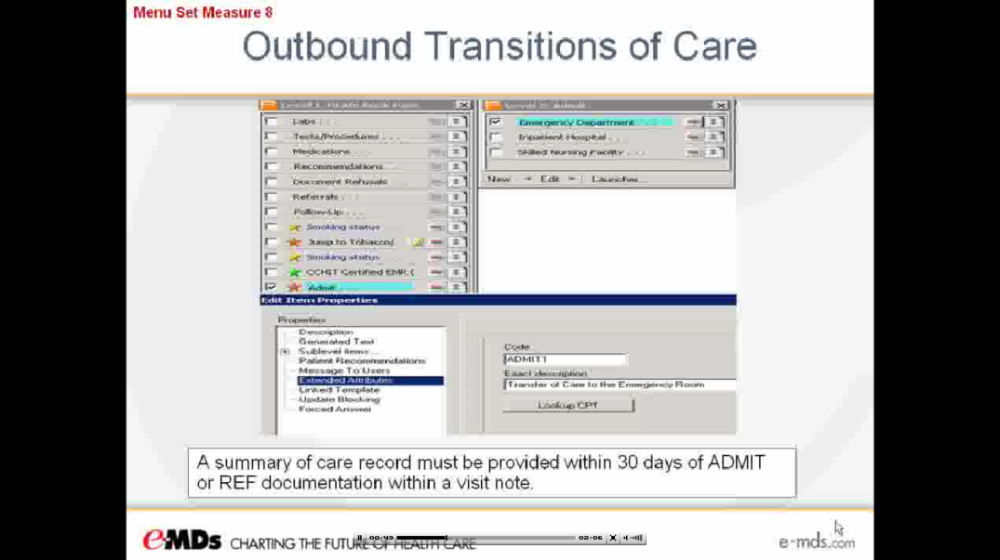 Menu Set Measure 8
Outbound Transitions of Care
Labs
Tests/Procedures . . .
Medications . . .
Recommendations . . .
Document Refusals
Referrals . . .
Follow-Up . . .
Smoking status
Jump to Tobacco/
Smoking status
CCHIT Certified EMR (
Admit
Emergency Department
Inpatient Hospital . . .
Skilled Nursing Facility . . .
New Edit Launcher...
Edit Item Properties
Properties
Description
Generated Text
Sublevel Items ...
Patient Recommendations
Message To Users
Extended Attributes
Linked Template
Update Blocking
Forced Answer
Code
ADMIT1
Exact description
Transfer of Care to the Emergency Room
Lookup CPT
A summary of care record must be provided within 30 days of ADMIT
or REF documentation within a visit note.
e-MDs CHARTING THE FUTURE OF HEALTH CARE
02:06
e-mds.com